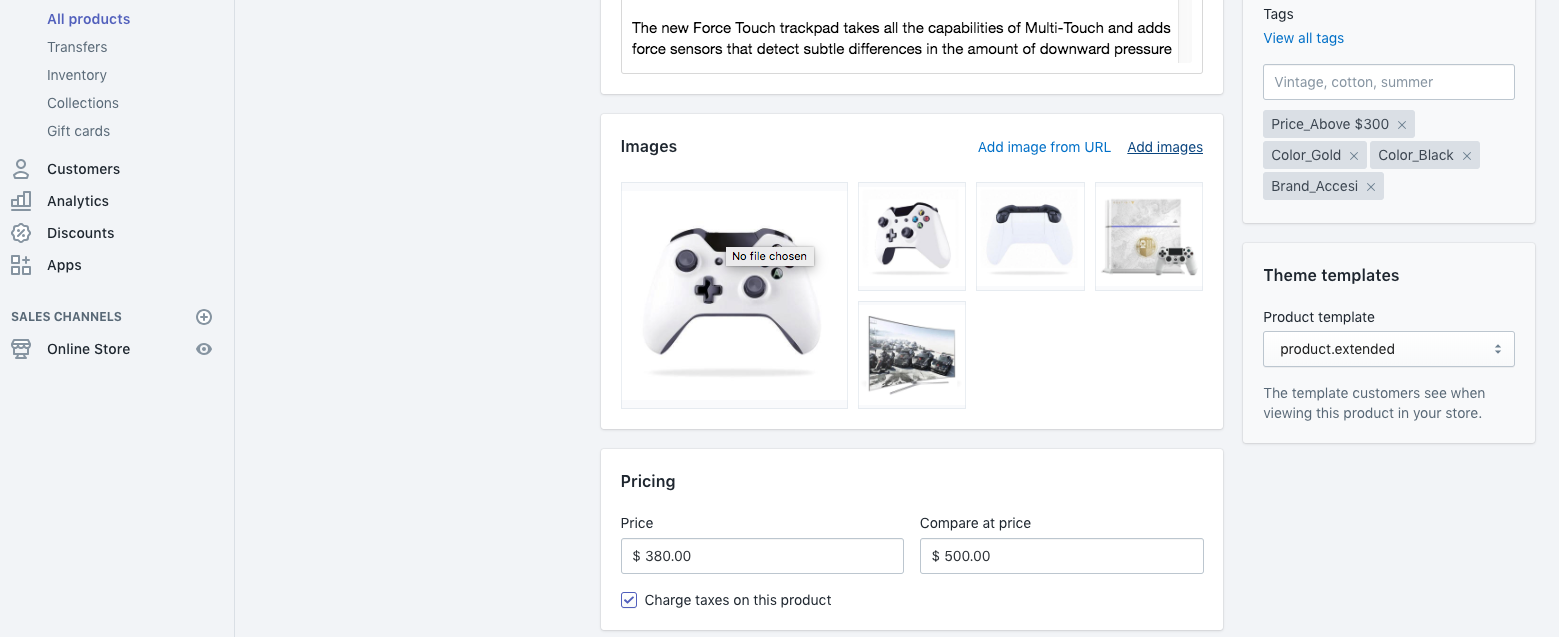 All products
Transfers
Inventory
Collections
Gift cards
Customers
Analytics
Discounts
Apps
SALES CHANNELS
Online Store
The new Force Touch trackpad takes all the capabilities of Multi-Touch and adds
force sensors that detect subtle differences in the amount of downward pressure
Images
Add image from URL
Add images
No file chosen
Pricing
Price
Compare at price
$ 380.00
$ 500.00
Charge taxes on this product
Tags
View all tags
Vintage, cotton, summer
Price_Above $300
Color_Gold
Color_Black
Brand_Accesi
Theme templates
Product template
product.extended
The template customers see when
viewing this product in your store.